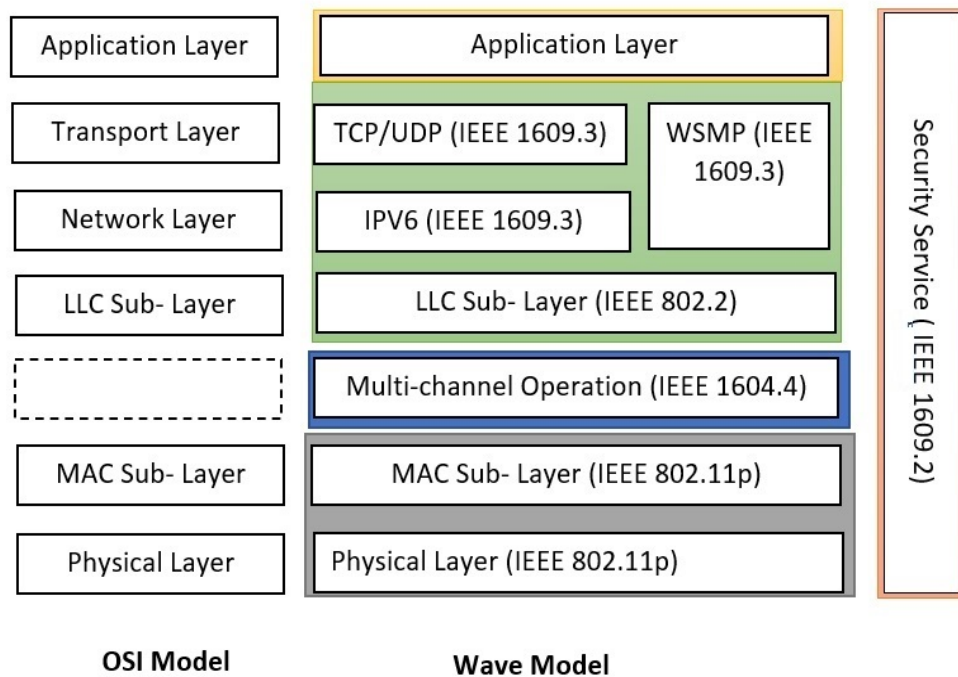 Application Layer
Application Layer
Transport Layer
TCP/UDP (IEEE 1609.3)
WSMP (IEEE
1609.3)
Network Layer
IPV6 (IEEE 1609.3)
LLC Sub- Layer
LLC Sub- Layer (IEEE 802.2)
Multi-channel Operation (IEEE 1604.4)
MAC Sub- Layer
MAC Sub- Layer (IEEE 802.11p)
Physical Layer
Physical Layer (IEEE 802.11p)
Security Service ( IEEE 1609.2)
OSI Model
Wave Model